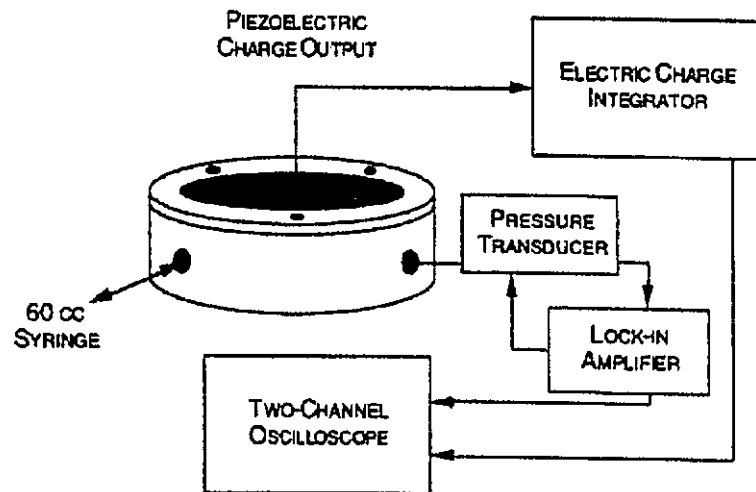 PIEZOELECTRIC
CHARGE OUTPUT
ELECTRIC CHARGE
INTEGRATOR
PRESSURE
TRANSDUCER
60 CC
SYRINGE
LOCK-IN
AMPLIFIER
TWO-CHANNEL
OSCILLOSCOPE